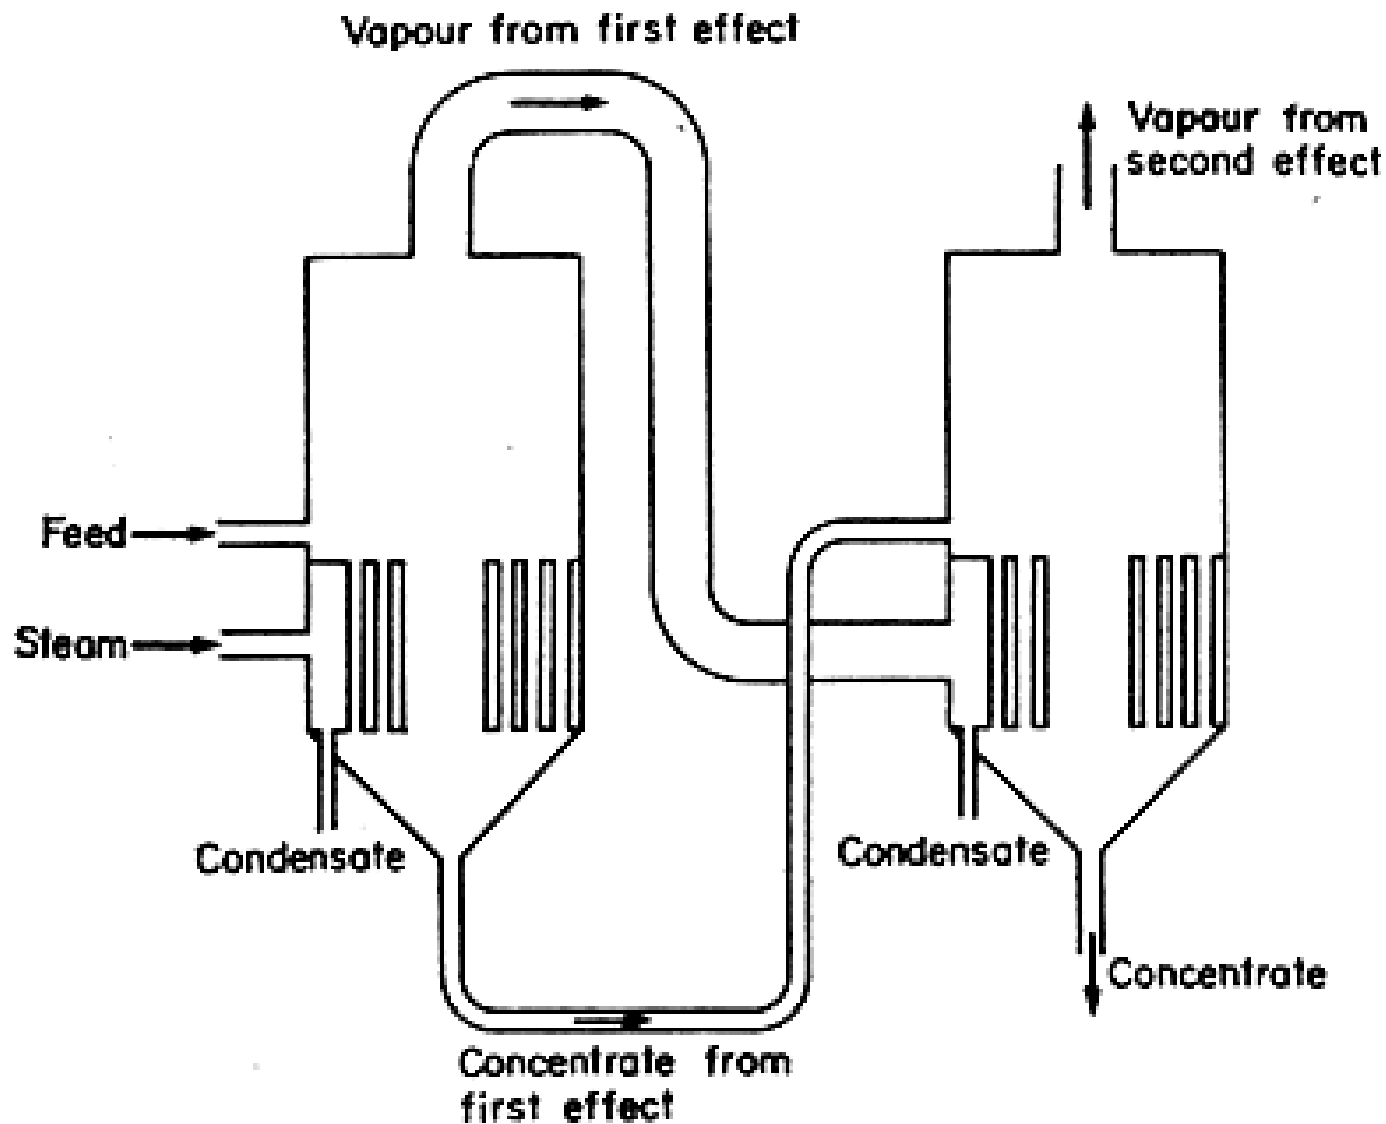 Vapour from first effect
Vapour from
second effect
Feed
Steam
Condensate
Condensate
Concentrate
Concentrate from
first effect